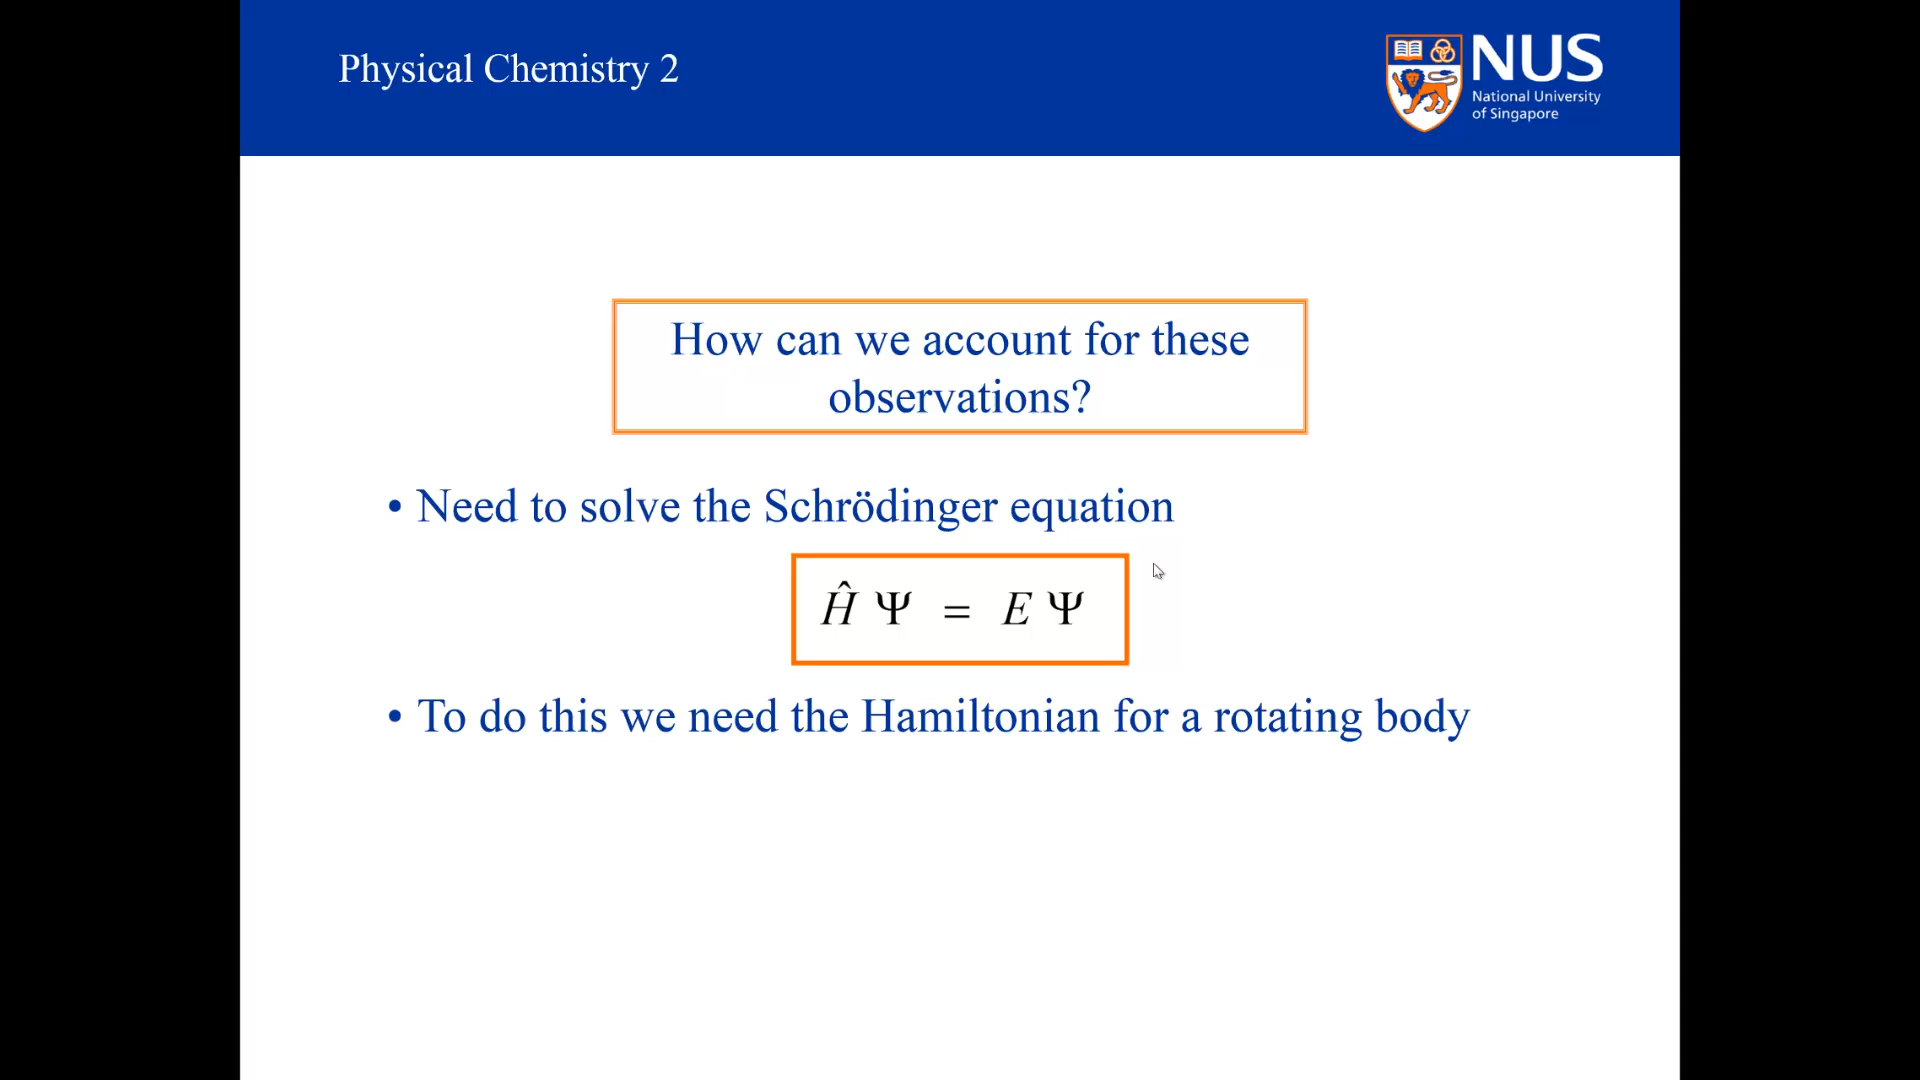 Physical Chemistry 2
NUS
National University
of Singapore
How can we account for these
observations?
• Need to solve the Schrödinger equation
Ĥ Ψ = E Ψ
• To do this we need the Hamiltonian for a rotating body